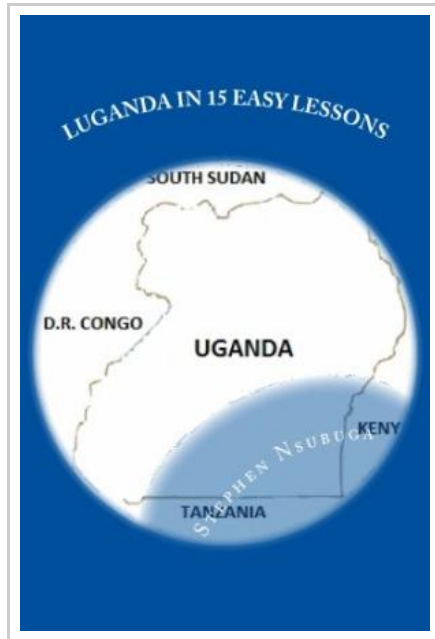 LUGANDA IN 15 EASY LESSONS
SOUTH SUDAN
D.R. CONGO
UGANDA
KENY
STEPHEN NSUBUGA
TANZANIA